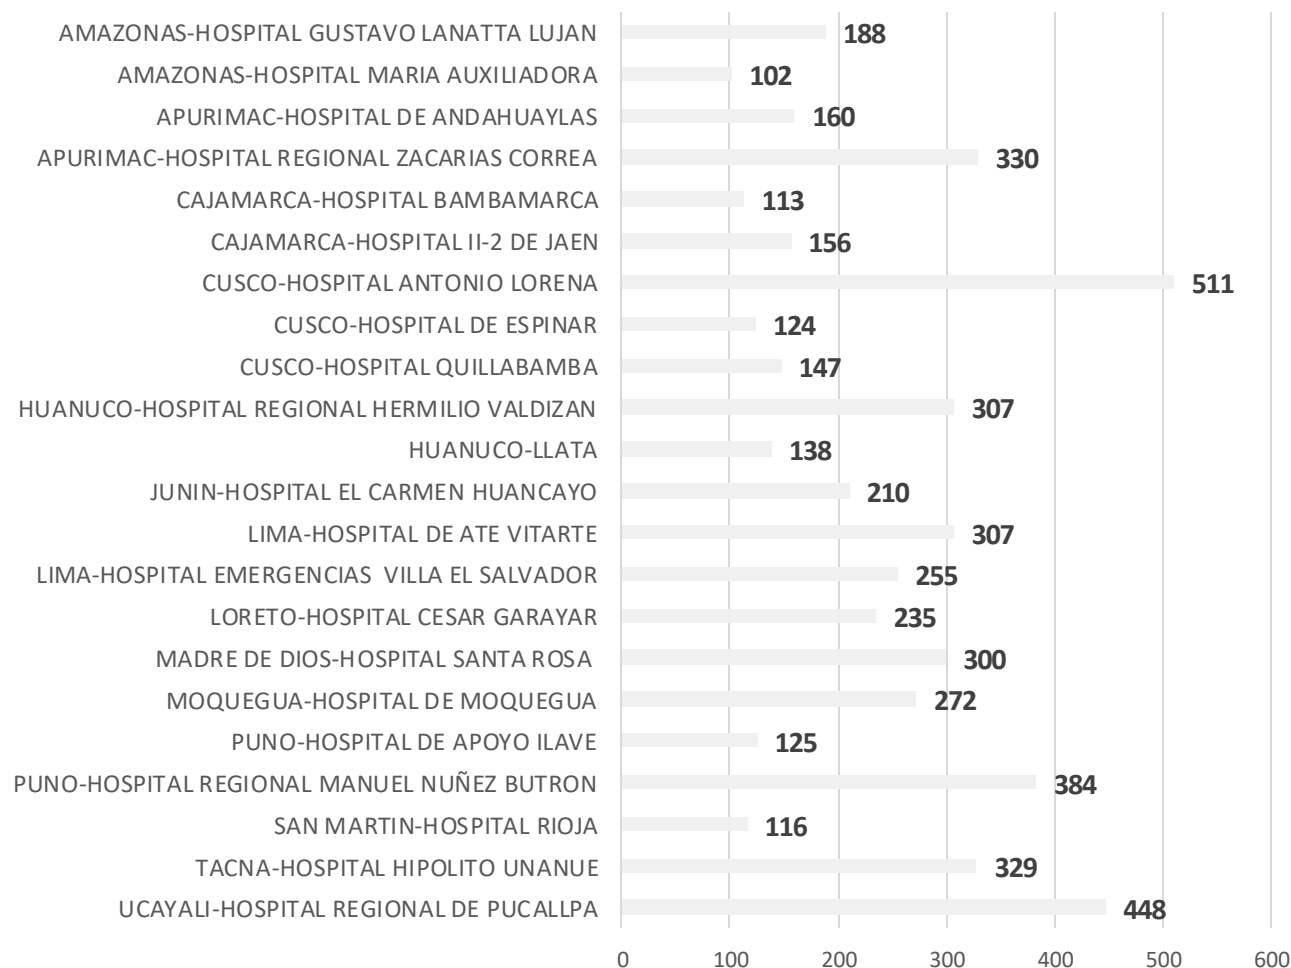 AMAZONAS-HOSPITAL GUSTAVO LANATTA LUJAN 188
AMAZONAS-HOSPITAL MARIA AUXILIADORA 102
APURIMAC-HOSPITAL DE ANDAHUAYLAS 160
APURIMAC-HOSPITAL REGIONAL ZACARIAS CORREA 330
CAJAMARCA-HOSPITAL BAMBAMARCA 113
CAJAMARCA-HOSPITAL II-2 DE JAEN 156
CUSCO-HOSPITAL ANTONIO LORENA 511
CUSCO-HOSPITAL DE ESPINAR 124
CUSCO-HOSPITAL QUILLABAMBA 147
HUANUCO-HOSPITAL REGIONAL HERMILIO VALDIZAN 307
HUANUCO-LLATA 138
JUNIN-HOSPITAL EL CARMEN HUANCAYO 210
LIMA-HOSPITAL DE ATE VITARTE 307
LIMA-HOSPITAL EMERGENCIAS VILLA EL SALVADOR 255
LORETO-HOSPITAL CESAR GARAYAR 235
MADRE DE DIOS-HOSPITAL SANTA ROSA 300
MOQUEGUA-HOSPITAL DE MOQUEGUA 272
PUNO-HOSPITAL DE APOYO ILAVE 125
PUNO-HOSPITAL REGIONAL MANUEL NUÑEZ BUTRON 384
SAN MARTIN-HOSPITAL RIOJA 116
TACNA-HOSPITAL HIPOLITO UNANUE 329
UCAYALI-HOSPITAL REGIONAL DE PUCALLPA 448
0 100 200 300 400 500 600